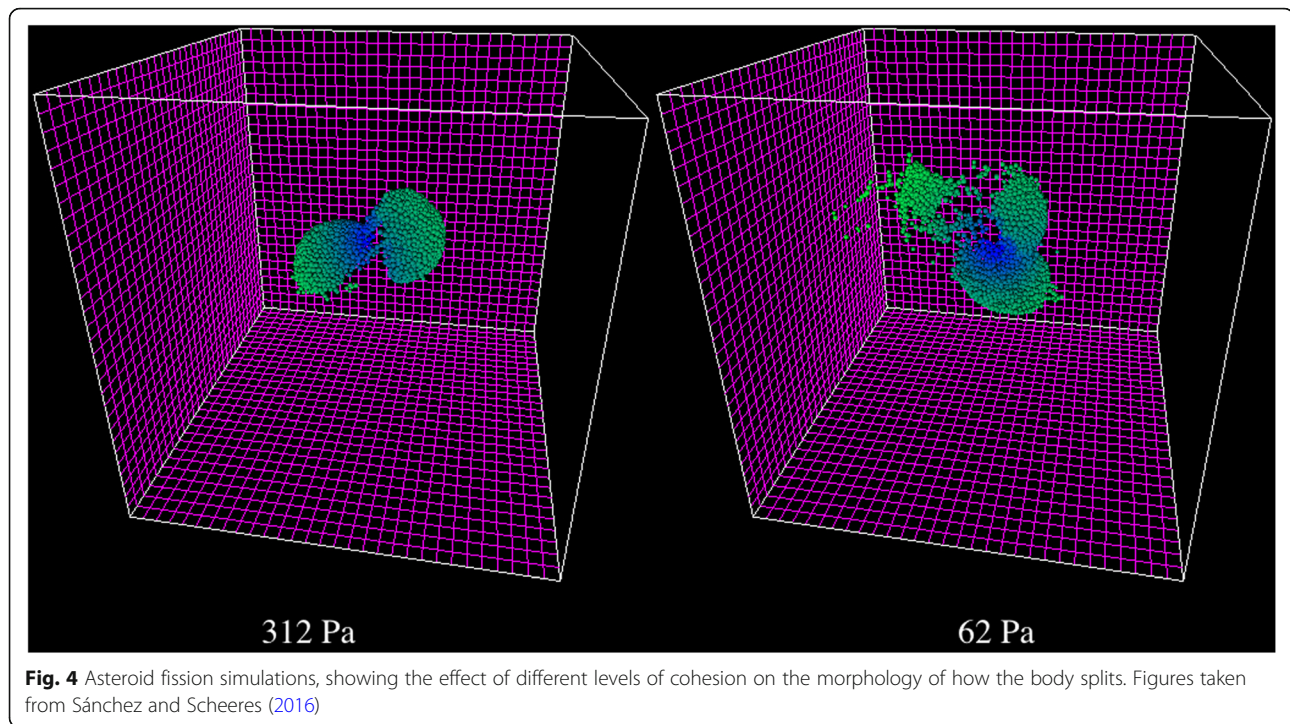 312 Pa
62 Pa
Fig. 4 Asteroid fission simulations, showing the effect of different levels of cohesion on the morphology of how the body splits. Figures taken
from Sánchez and Scheeres (2016)